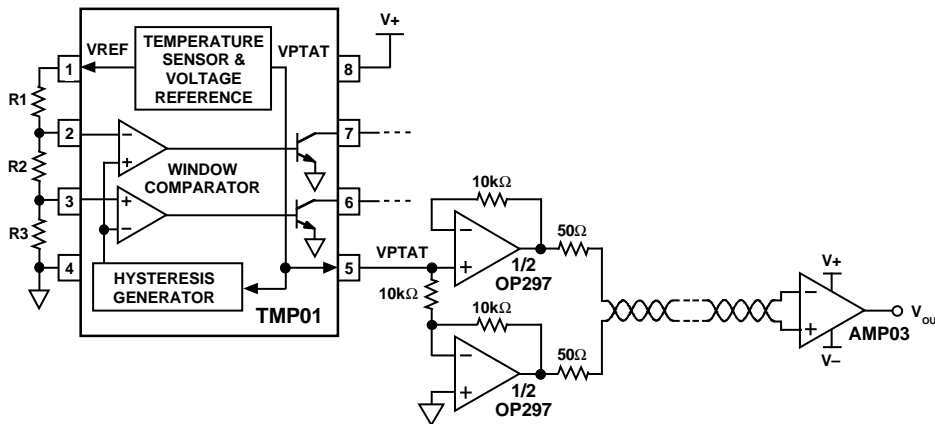 V+
TEMPERATURE
SENSOR &
VOLTAGE
REFERENCE
VREF
VPTAT
1
8
R1
2
7
R2
WINDOW
COMPARATOR
3
6
R3
4
HYSTERESIS
GENERATOR
TMP01
5
VPTAT
10kΩ
10kΩ
50Ω
1/2
OP297
10kΩ
50Ω
1/2
OP297
V+
AMP03
V–
− +
+ −
− +
− +
− +